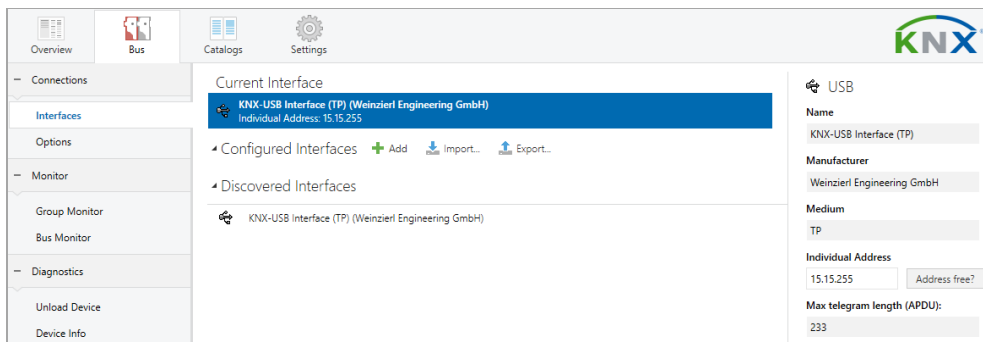 Overview
Bus
Catalogs
Settings
KNX
Connections
Interfaces
Options
Monitor
Group Monitor
Bus Monitor
Diagnostics
Unload Device
Device Info
Current Interface
KNX-USB Interface (TP) (Weinzierl Engineering GmbH)
Individual Address: 15.15.255
Configured Interfaces Add Import... Export...
Discovered Interfaces
KNX-USB Interface (TP) (Weinzierl Engineering GmbH)
USB
Name
KNX-USB Interface (TP)
Manufacturer
Weinzierl Engineering GmbH
Medium
TP
Individual Address
15.15.255 Address free?
Max telegram length (APDU):
233